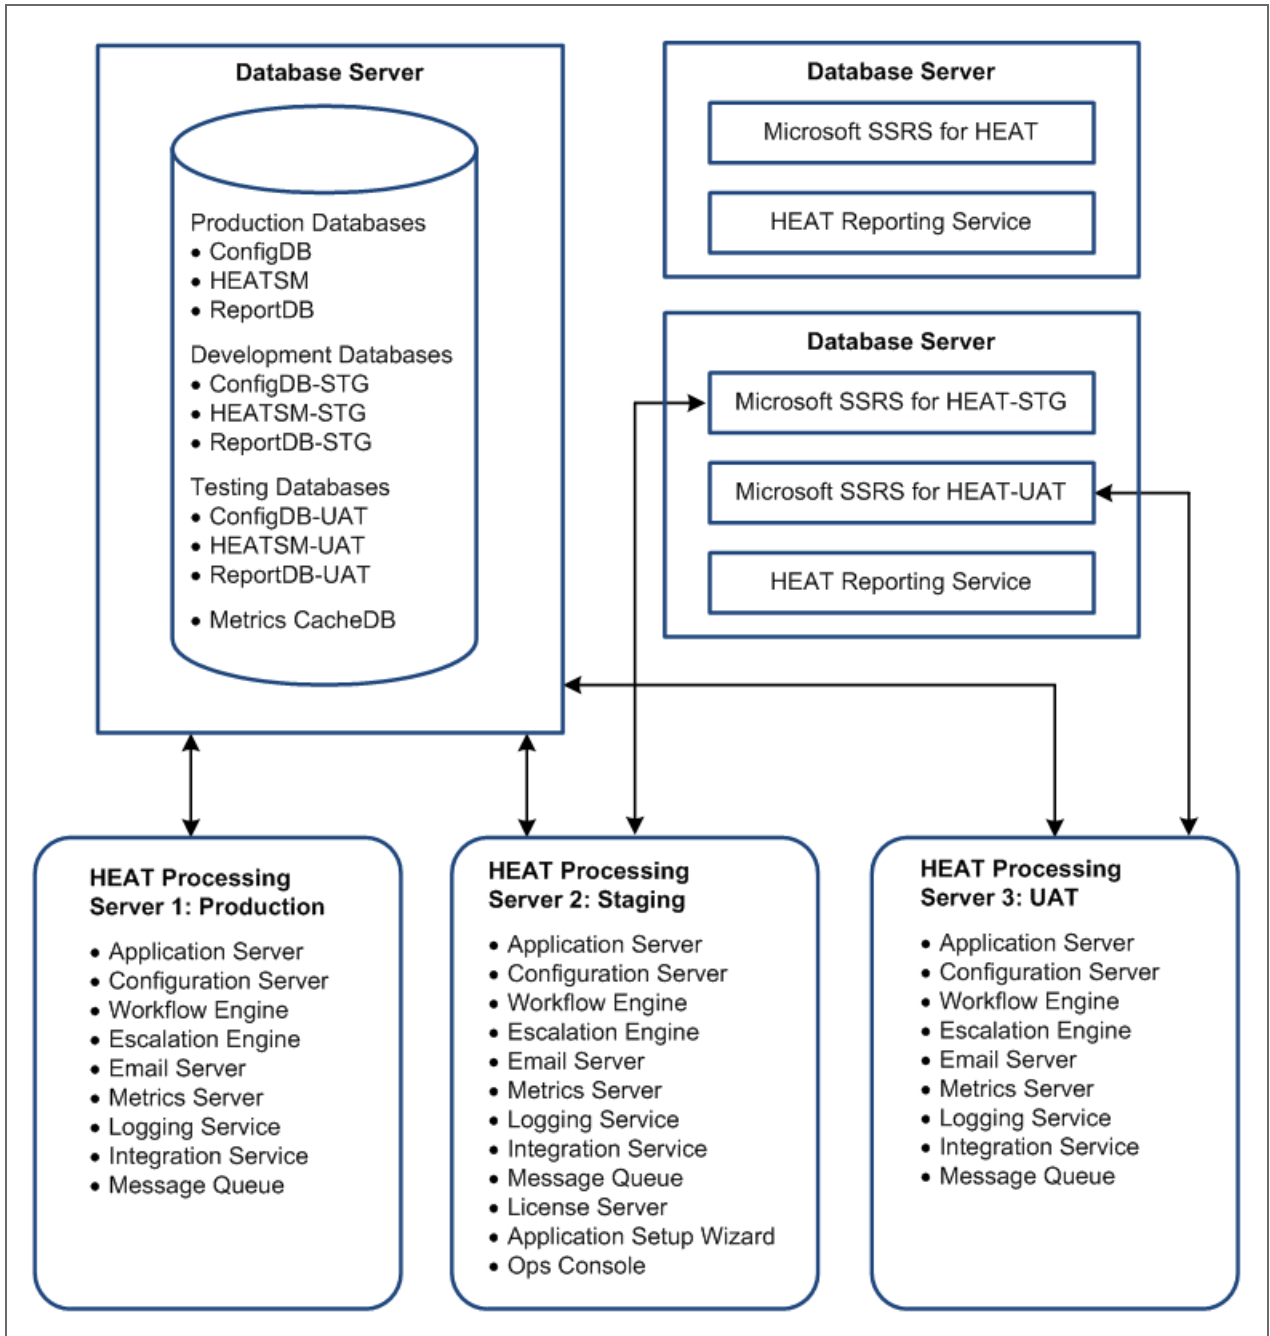 Database Server
Production Databases
• ConfigDB
• HEATSM
• ReportDB
Development Databases
• ConfigDB-STG
• HEATSM-STG
• ReportDB-STG
Testing Databases
• ConfigDB-UAT
• HEATSM-UAT
• ReportDB-UAT
• Metrics CacheDB
Database Server
Microsoft SSRS for HEAT
HEAT Reporting Service
Database Server
Microsoft SSRS for HEAT-STG
Microsoft SSRS for HEAT-UAT
HEAT Reporting Service
HEAT Processing
Server 1: Production
• Application Server
• Configuration Server
• Workflow Engine
• Escalation Engine
• Email Server
• Metrics Server
• Logging Service
• Integration Service
• Message Queue
HEAT Processing
Server 2: Staging
• Application Server
• Configuration Server
• Workflow Engine
• Escalation Engine
• Email Server
• Metrics Server
• Logging Service
• Integration Service
• Message Queue
• License Server
• Application Setup Wizard
• Ops Console
HEAT Processing
Server 3: UAT
• Application Server
• Configuration Server
• Workflow Engine
• Escalation Engine
• Email Server
• Metrics Server
• Logging Service
• Integration Service
• Message Queue